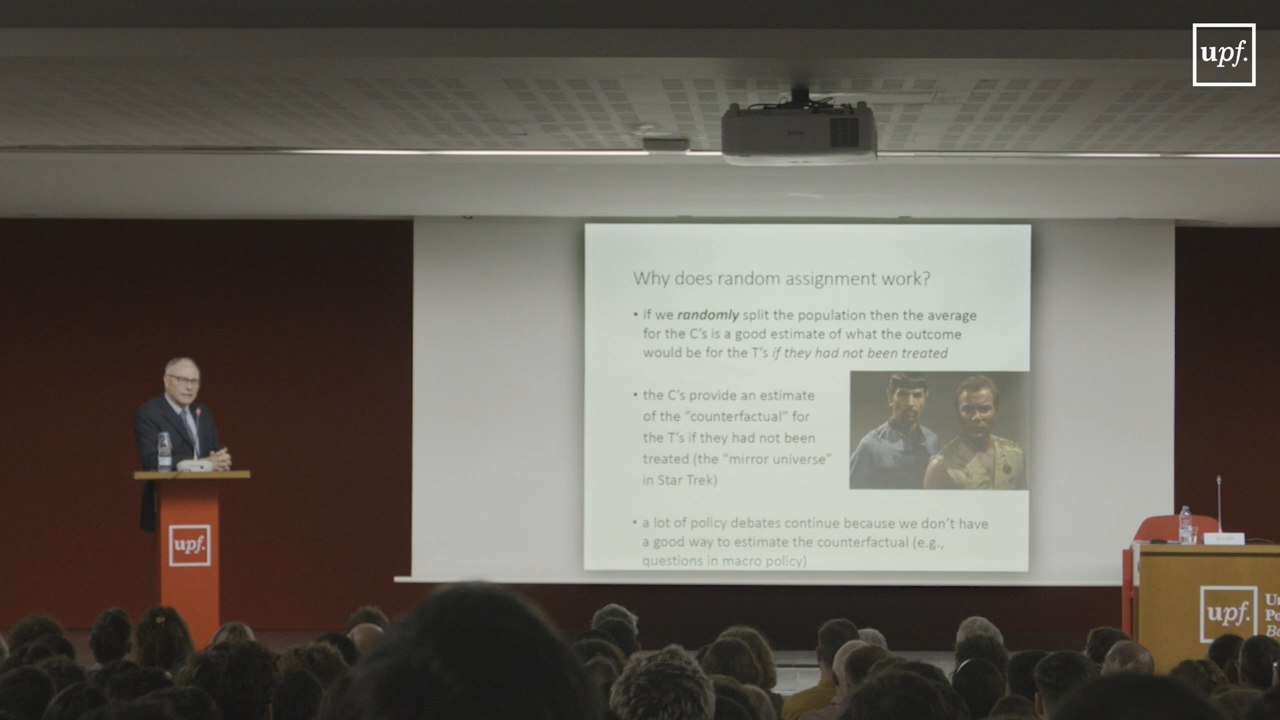 upf.
Why does random assignment work?
• if we randomly split the population then the average
for the C's is a good estimate of what the outcome
would be for the T's if they had not been treated
• the C's provide an estimate
of the "counterfactual" for
the T's if they had not been
treated (the "mirror universe"
in Star Trek)
• a lot of policy debates continue because we don't have
a good way to estimate the counterfactual (e.g.,
questions in macro policy)
upf.
upf.